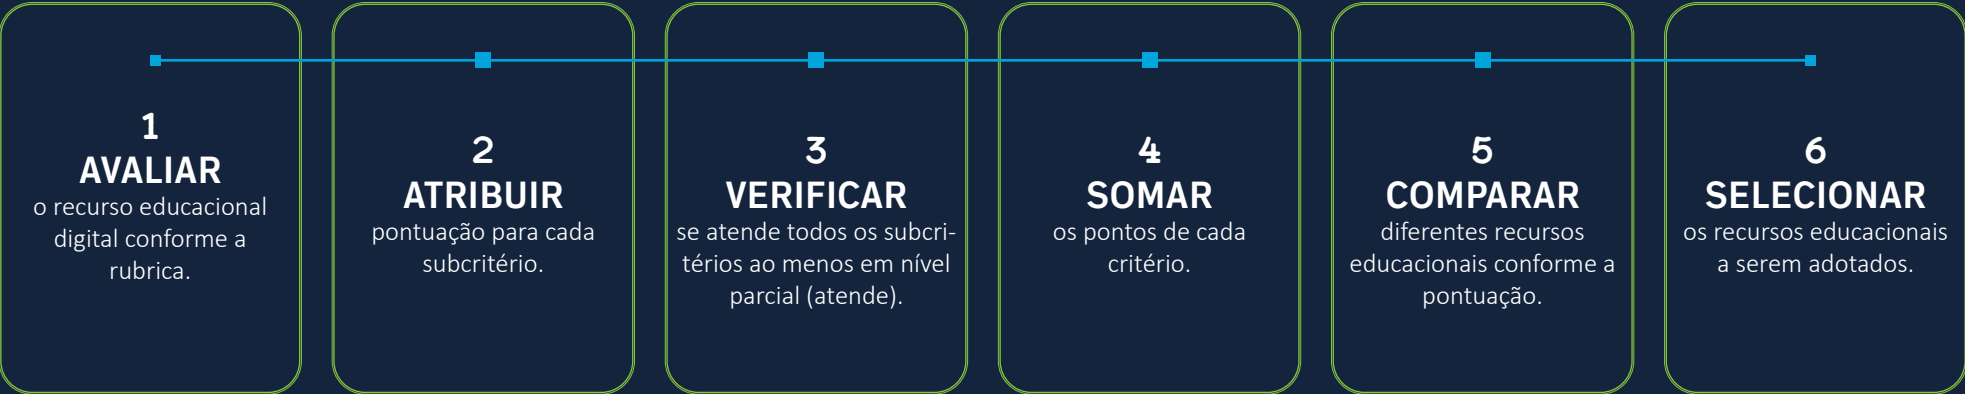 1
AVALIAR
o recurso educacional
digital conforme a
rubrica.
2
ATRIBUIR
pontuação para cada
subcritério.
3
VERIFICAR
se atende todos os subcri-
térios ao menos em nível
parcial (atende).
4
SOMAR
os pontos de cada
critério.
5
COMPARAR
diferentes recursos
educacionais conforme a
pontuação.
6
SELECIONAR
os recursos educacionais
a serem adotados.